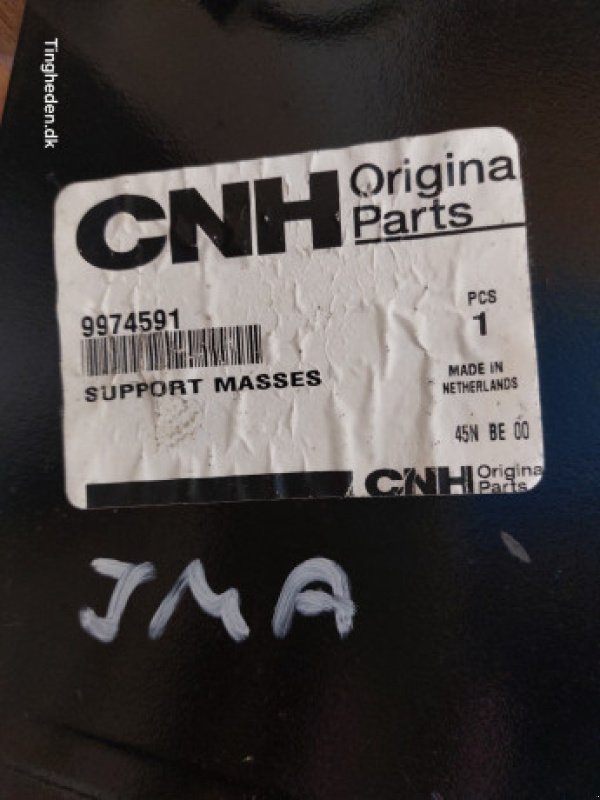 Tingheden.dk
CNH Origina
Parts
9974591
PCS
1
SUPPORT MASSES
MADE IN
NETHERLANDS
45N BE 00
CNH Origina
Parts
JMA